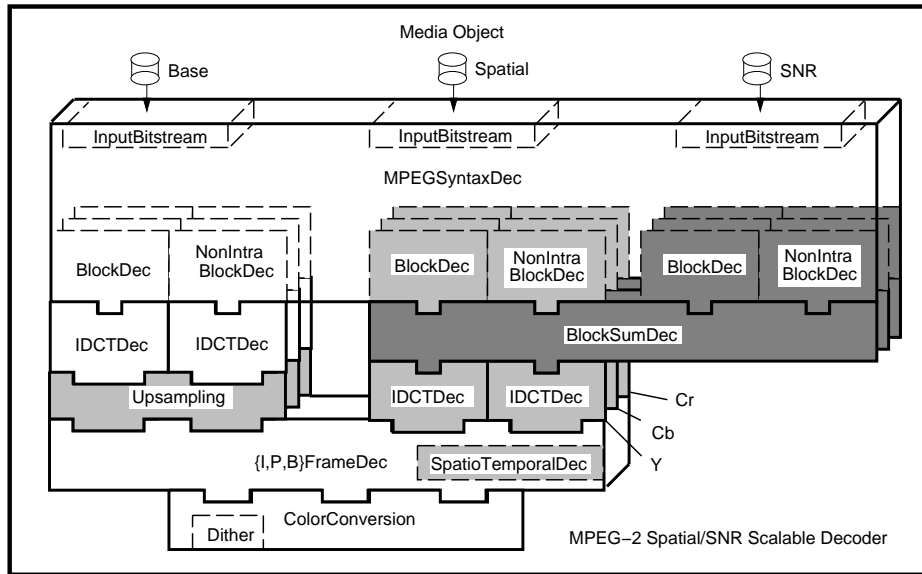 Media Object
Base
Spatial
SNR
InputBitstream
InputBitstream
InputBitstream
MPEGSyntaxDec
BlockDec
NonIntra
BlockDec
BlockDec
NonIntra
BlockDec
BlockDec
NonIntra
BlockDec
IDCTDec
IDCTDec
BlockSumDec
Upsampling
IDCTDec
IDCTDec
Cr
Cb
Y
{I,P,B}FrameDec
SpatioTemporalDec
ColorConversion
Dither
MPEG−2 Spatial/SNR Scalable Decoder